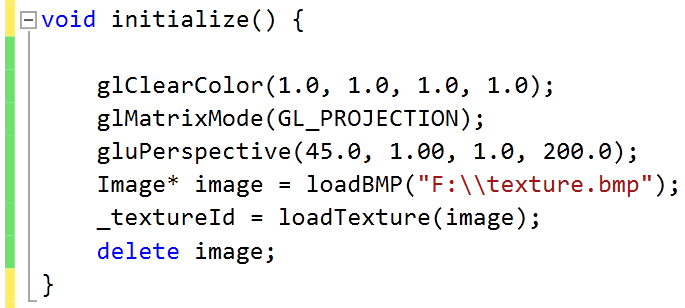 void initialize() {
glClearColor(1.0, 1.0, 1.0, 1.0);
glMatrixMode(GL_PROJECTION);
gluPerspective(45.0, 1.00, 1.0, 200.0);
Image* image = loadBMP("F:\\texture.bmp");
_textureId = loadTexture(image);
delete image;
}